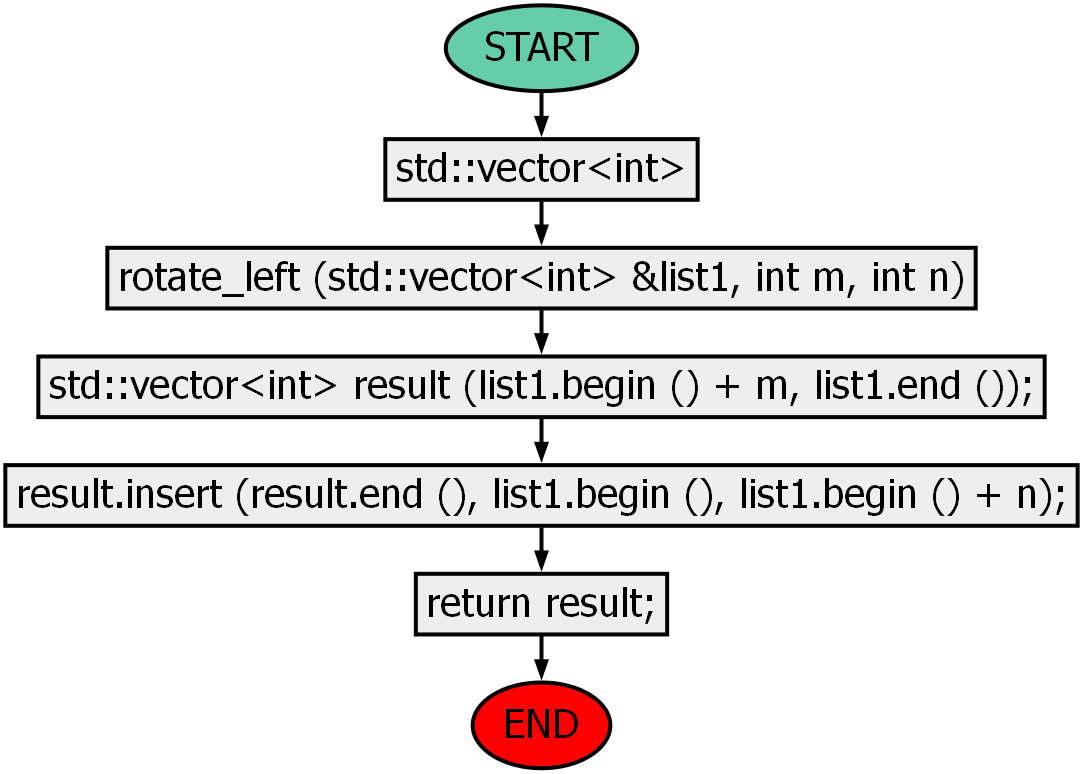 START
std::vector<int>
rotate_left (std::vector<int> &list1, int m, int n)
std::vector<int> result (list1.begin () + m, list1.end ());
result.insert (result.end (), list1.begin (), list1.begin () + n);
return result;
END